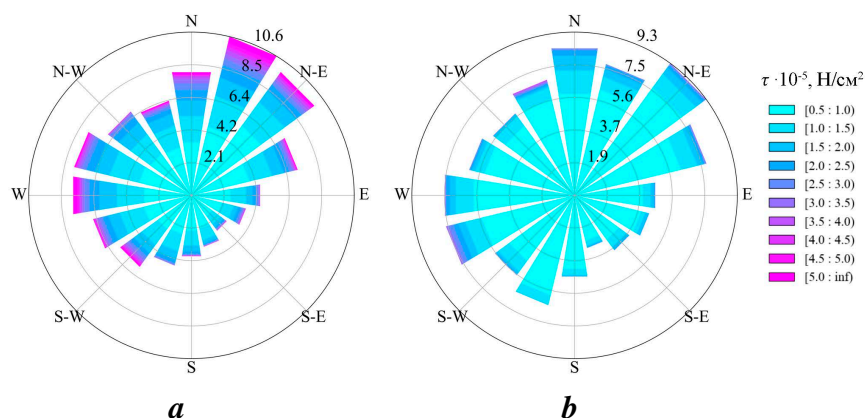 N
10.6
N-W
8.5
N-E
6.4
4.2
2.1
W
E
S-W
S-E
S
a
N
9.3
N-W
7.5
N-E
5.6
3.7
1.9
W
E
S-W
S-E
S
b
τ ·10⁻⁵, Н/см²
[0.5 : 1.0)
[1.0 : 1.5)
[1.5 : 2.0)
[2.0 : 2.5)
[2.5 : 3.0)
[3.0 : 3.5)
[3.5 : 4.0)
[4.0 : 4.5)
[4.5 : 5.0)
[5.0 : inf)